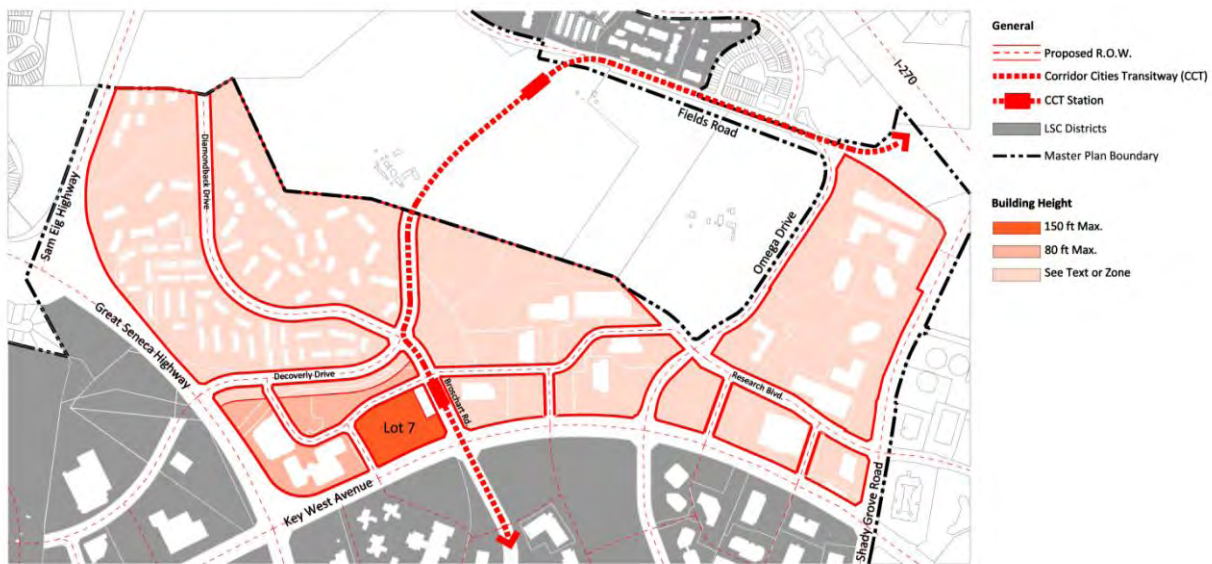 General
Proposed R.O.W.
Corridor Cities Transitway (CCT)
CCT Station
LSC Districts
Master Plan Boundary
Building Height
150 ft Max.
80 ft Max.
See Text or Zone
I-270
Fields Road
Diamondback Drive
Sam Eig Highway
Omega Drive
Great Seneca Highway
Decoverly Drive
Broschart Rd.
Research Blvd.
Lot 7
Key West Avenue
Shady Grove Road